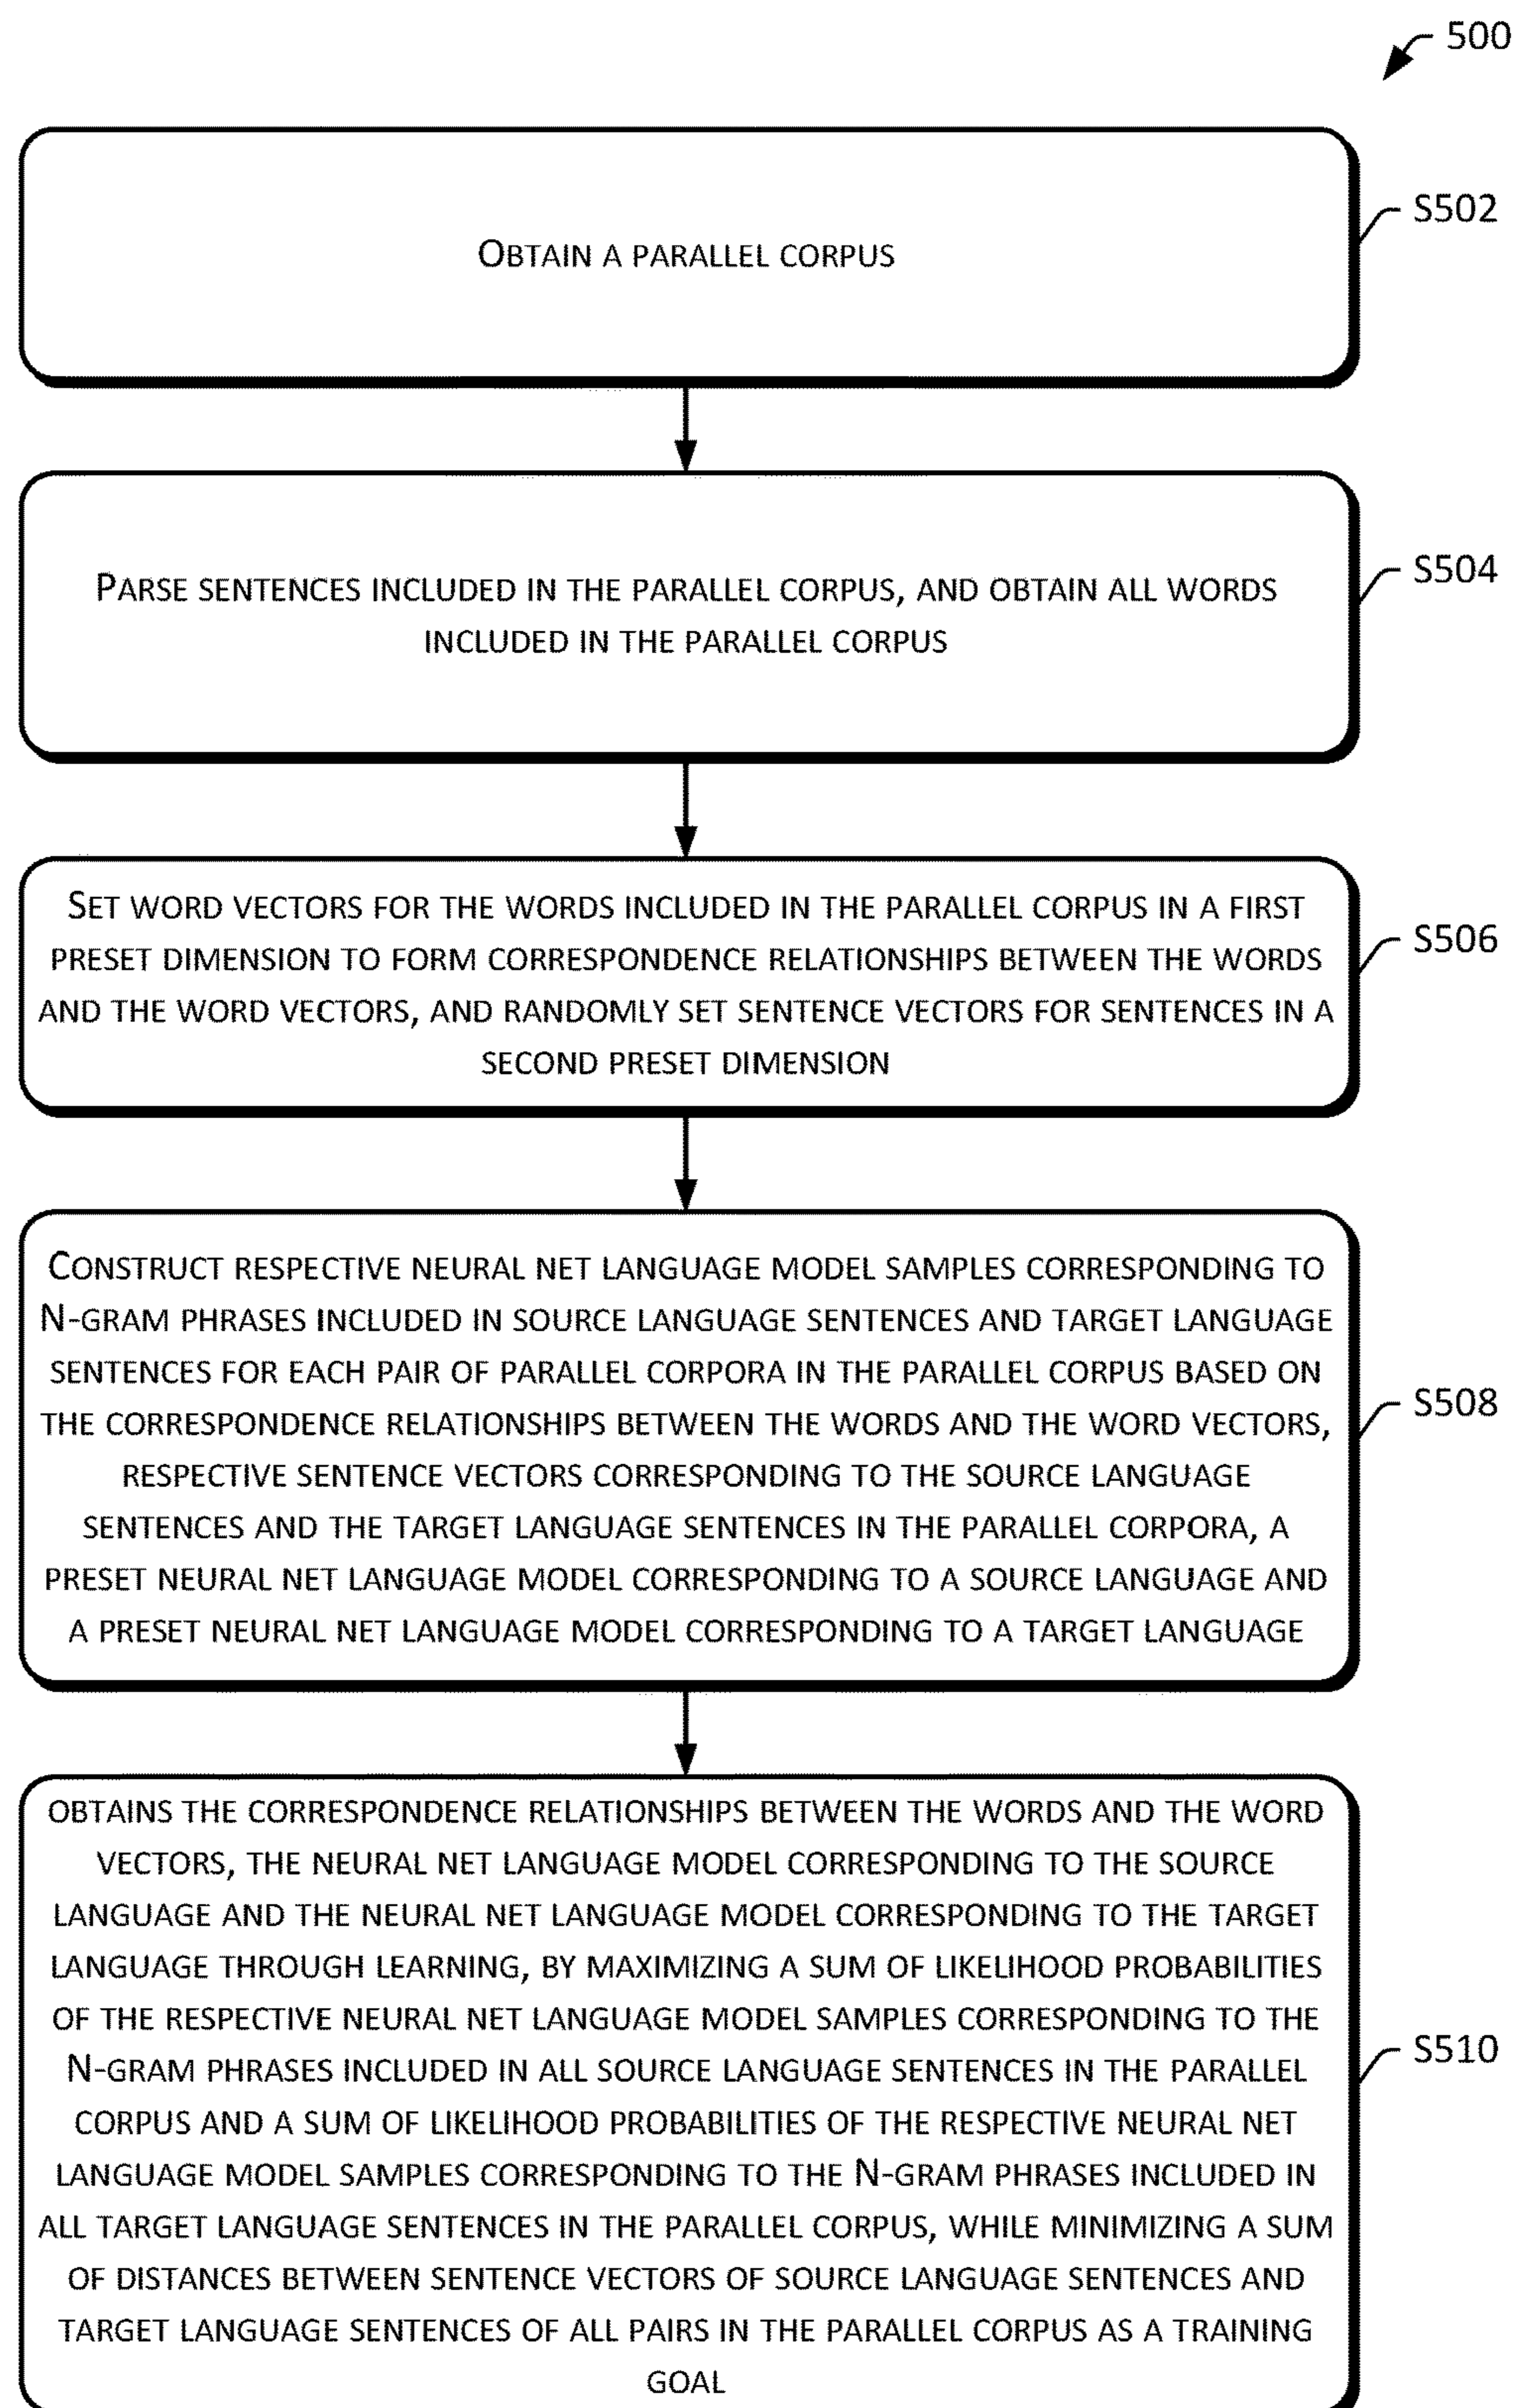 500
OBTAIN A PARALLEL CORPUS
S502
PARSE SENTENCES INCLUDED IN THE PARALLEL CORPUS, AND OBTAIN ALL WORDS
INCLUDED IN THE PARALLEL CORPUS
S504
SET WORD VECTORS FOR THE WORDS INCLUDED IN THE PARALLEL CORPUS IN A FIRST
PRESET DIMENSION TO FORM CORRESPONDENCE RELATIONSHIPS BETWEEN THE WORDS
AND THE WORD VECTORS, AND RANDOMLY SET SENTENCE VECTORS FOR SENTENCES IN A
SECOND PRESET DIMENSION
S506
CONSTRUCT RESPECTIVE NEURAL NET LANGUAGE MODEL SAMPLES CORRESPONDING TO
N-GRAM PHRASES INCLUDED IN SOURCE LANGUAGE SENTENCES AND TARGET LANGUAGE
SENTENCES FOR EACH PAIR OF PARALLEL CORPORA IN THE PARALLEL CORPUS BASED ON
THE CORRESPONDENCE RELATIONSHIPS BETWEEN THE WORDS AND THE WORD VECTORS,
RESPECTIVE SENTENCE VECTORS CORRESPONDING TO THE SOURCE LANGUAGE
SENTENCES AND THE TARGET LANGUAGE SENTENCES IN THE PARALLEL CORPORA, A
PRESET NEURAL NET LANGUAGE MODEL CORRESPONDING TO A SOURCE LANGUAGE AND
A PRESET NEURAL NET LANGUAGE MODEL CORRESPONDING TO A TARGET LANGUAGE
S508
OBTAINS THE CORRESPONDENCE RELATIONSHIPS BETWEEN THE WORDS AND THE WORD
VECTORS, THE NEURAL NET LANGUAGE MODEL CORRESPONDING TO THE SOURCE
LANGUAGE AND THE NEURAL NET LANGUAGE MODEL CORRESPONDING TO THE TARGET
LANGUAGE THROUGH LEARNING, BY MAXIMIZING A SUM OF LIKELIHOOD PROBABILITIES
OF THE RESPECTIVE NEURAL NET LANGUAGE MODEL SAMPLES CORRESPONDING TO THE
N-GRAM PHRASES INCLUDED IN ALL SOURCE LANGUAGE SENTENCES IN THE PARALLEL
CORPUS AND A SUM OF LIKELIHOOD PROBABILITIES OF THE RESPECTIVE NEURAL NET
LANGUAGE MODEL SAMPLES CORRESPONDING TO THE N-GRAM PHRASES INCLUDED IN
ALL TARGET LANGUAGE SENTENCES IN THE PARALLEL CORPUS, WHILE MINIMIZING A SUM
OF DISTANCES BETWEEN SENTENCE VECTORS OF SOURCE LANGUAGE SENTENCES AND
TARGET LANGUAGE SENTENCES OF ALL PAIRS IN THE PARALLEL CORPUS AS A TRAINING
GOAL
S510